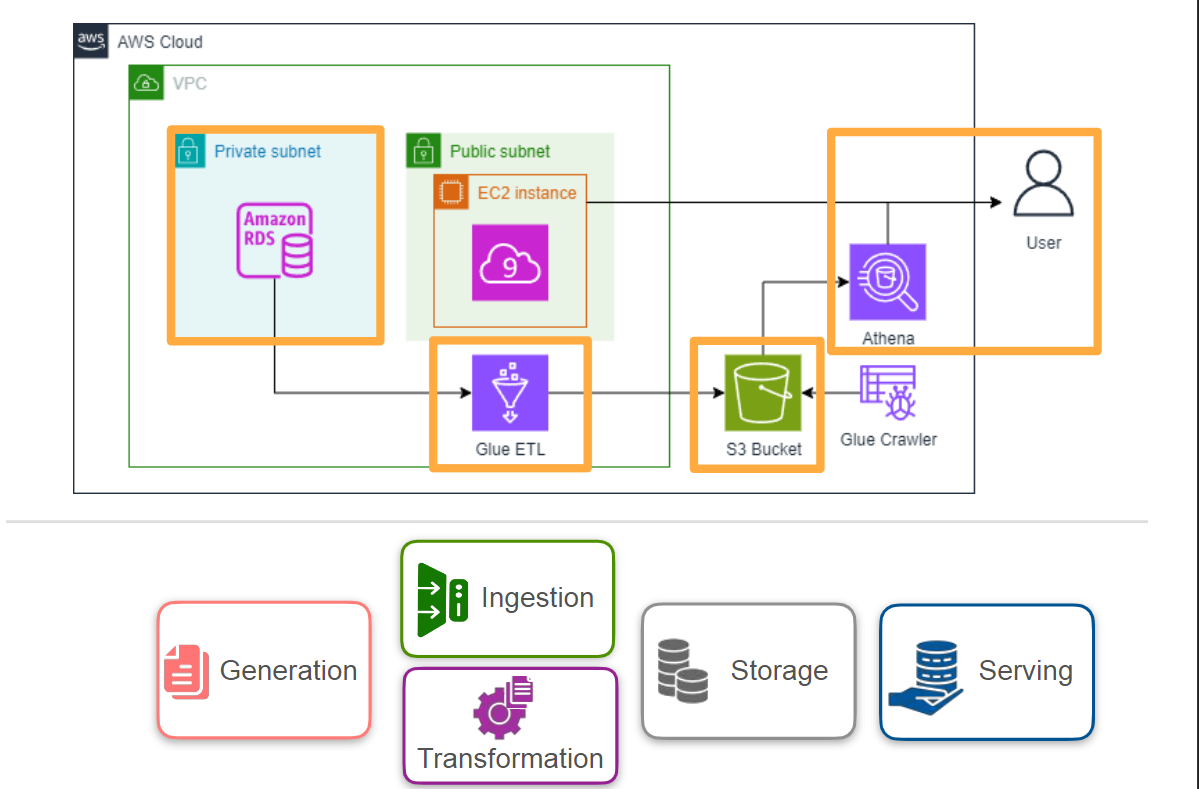 aws
AWS Cloud
VPC
Private subnet
Public subnet
EC2 instance
Amazon
RDS
9
User
Athena
Glue ETL
S3 Bucket
Glue Crawler
Ingestion
Generation
Storage
Serving
Transformation